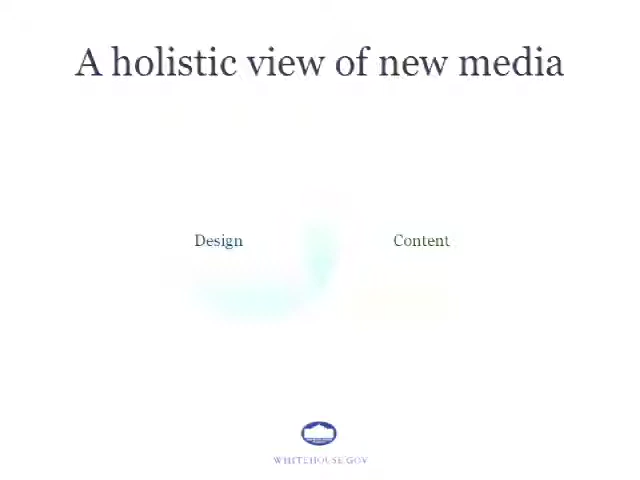 A holistic view of new media
Design
Content
WHITEHOUSE.GOV